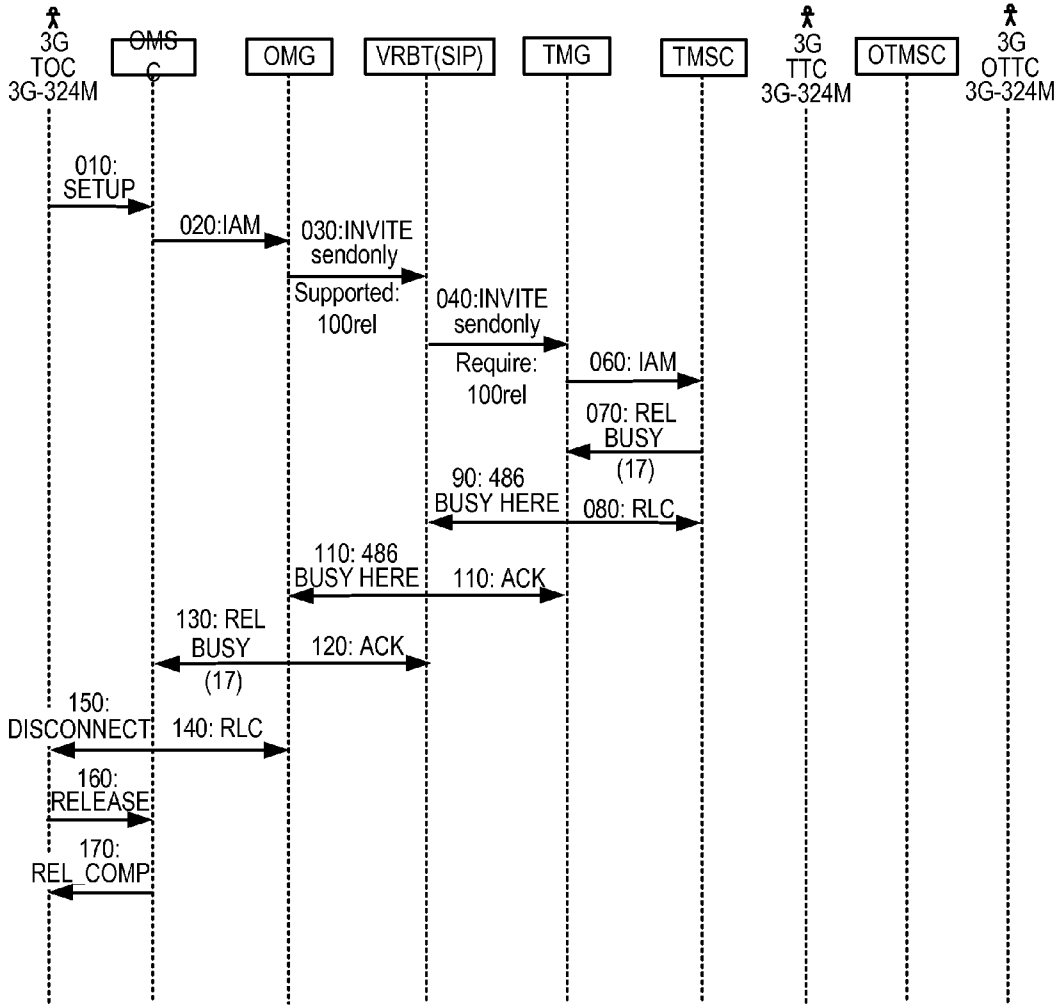 3G
TOC
3G-324M
OMS
C
OMG
VRBT(SIP)
TMG
TMSC
3G
TTC
3G-324M
OTMSC
3G
OTTC
3G-324M
010:
SETUP
020:IAM
030:INVITE
sendonly
Supported:
100rel
040:INVITE
sendonly
Require:
100rel
060: IAM
070: REL
BUSY
(17)
90: 486
BUSY HERE
080: RLC
110: 486
BUSY HERE
110: ACK
130: REL
BUSY
(17)
120: ACK
150:
DISCONNECT
140: RLC
160:
RELEASE
170:
REL_COMP